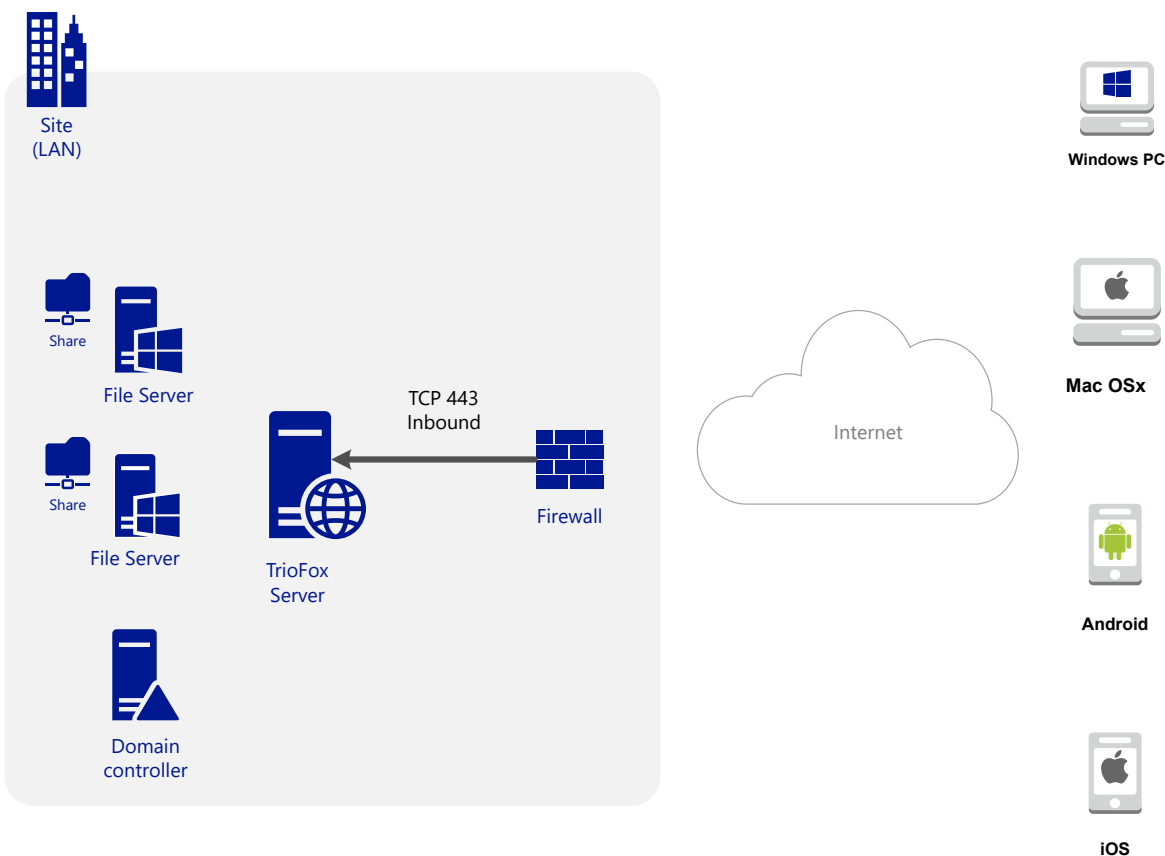 Site
(LAN)
Share
File Server
Share
File Server
Domain
controller
TrioFox
Server
TCP 443
Inbound
Firewall
Internet
Windows PC
Mac OSx
Android
iOS